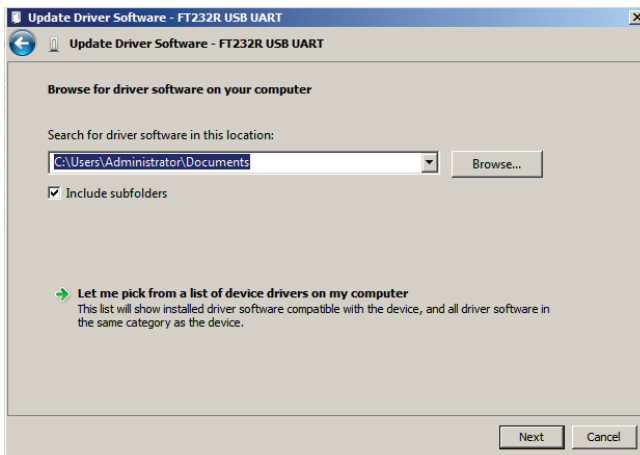 Update Driver Software - FT232R USB UART
Update Driver Software - FT232R USB UART
Browse for driver software on your computer
Search for driver software in this location:
C:\Users\Administrator\Documents
Browse...
Include subfolders
Let me pick from a list of device drivers on my computer
This list will show installed driver software compatible with the device, and all driver software in
the same category as the device.
Next Cancel